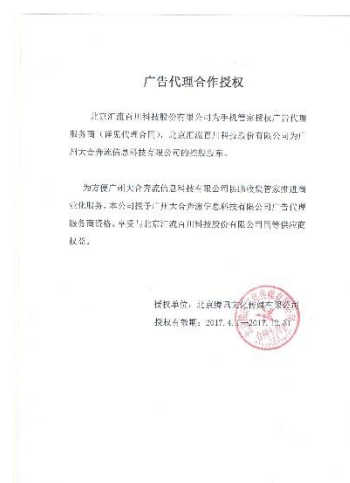 广告代理合作授权
北京汇流百川科技股份有限公司为手机管家授权广告代理
服务商（详见代理合同），北京汇流百川科技股份有限公司为广
州大合奔流信息科技有限公司的控股股东。
为方便广州大合奔流信息科技有限公司协助收集管家推进商
业化服务，本公司授予广州大合奔流信息科技有限公司广告代理
服务商资格，享受与北京汇流百川科技股份有限公司同等供应商
权益。
授权单位：北京腾讯文化传媒有限公司
授权有效期：2017.4.1—2017.12.31